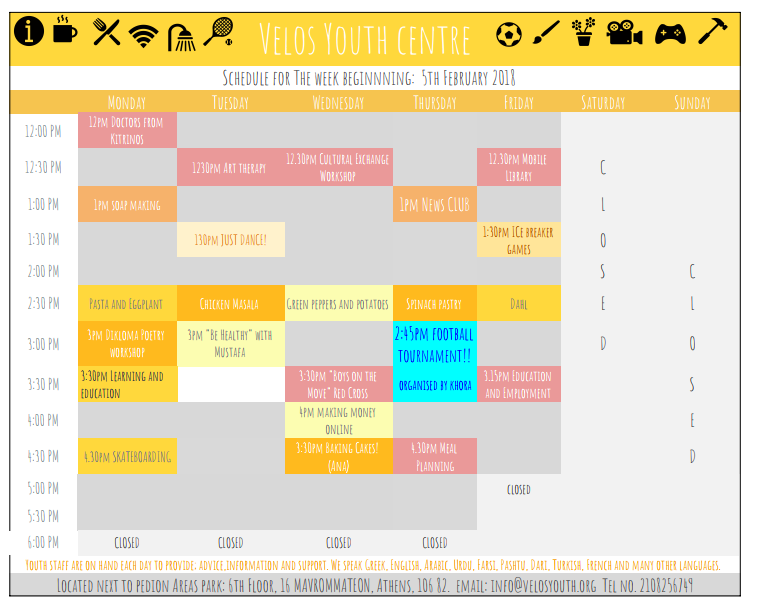 Velos Youth centre
Schedule for The week beginnning: 5th February 2018
Monday Tuesday Wednesday Thursday Friday Saturday Sunday
12:00 PM
12pm Doctors from
Kitrinos
12:30 PM
1230pm Art therapy
12.30pm Cultural Exchange
Workshop
12.30pm Mobile
Library
C
1:00 PM
1pm soap making
1pm News CLUB
L
1:30 PM
130pm JUST DANCE!
1:30pm ICe breaker
games
O
2:00 PM
S
C
2:30 PM
Pasta and Eggplant
Chicken Masala
Green peppers and potatoes
Spinach pastry
Dahl
E
L
3:00 PM
3pm Dikloma Poetry
workshop
3pm "Be Healthy" with
Mustafa
2:45pm football
tournament!!
D
O
3:30 PM
3:30pm Learning and
education
3:30pm "Boys on the
Move" Red Cross
organised by khora
3.15pm Education
and Employment
S
4:00 PM
4pm making money
online
E
4:30 PM
4.30pm SKATEBOARDING
3:30pm Baking Cakes!
(Ana)
4.30pm Meal
Planning
D
5:00 PM
closed
5:30 PM
6:00 PM
closed closed closed closed
Youth staff are on hand each day to provide; advice,information and support. We speak Greek, English, Arabic, Urdu, Farsi, Pashtu, Dari, Turkish, French and many other languages.
Located next to pedion Areas park: 6th Floor, 16 MAVROMMATEON, Athens, 106 82. email: info@velosyouth.org Tel no. 2108256749